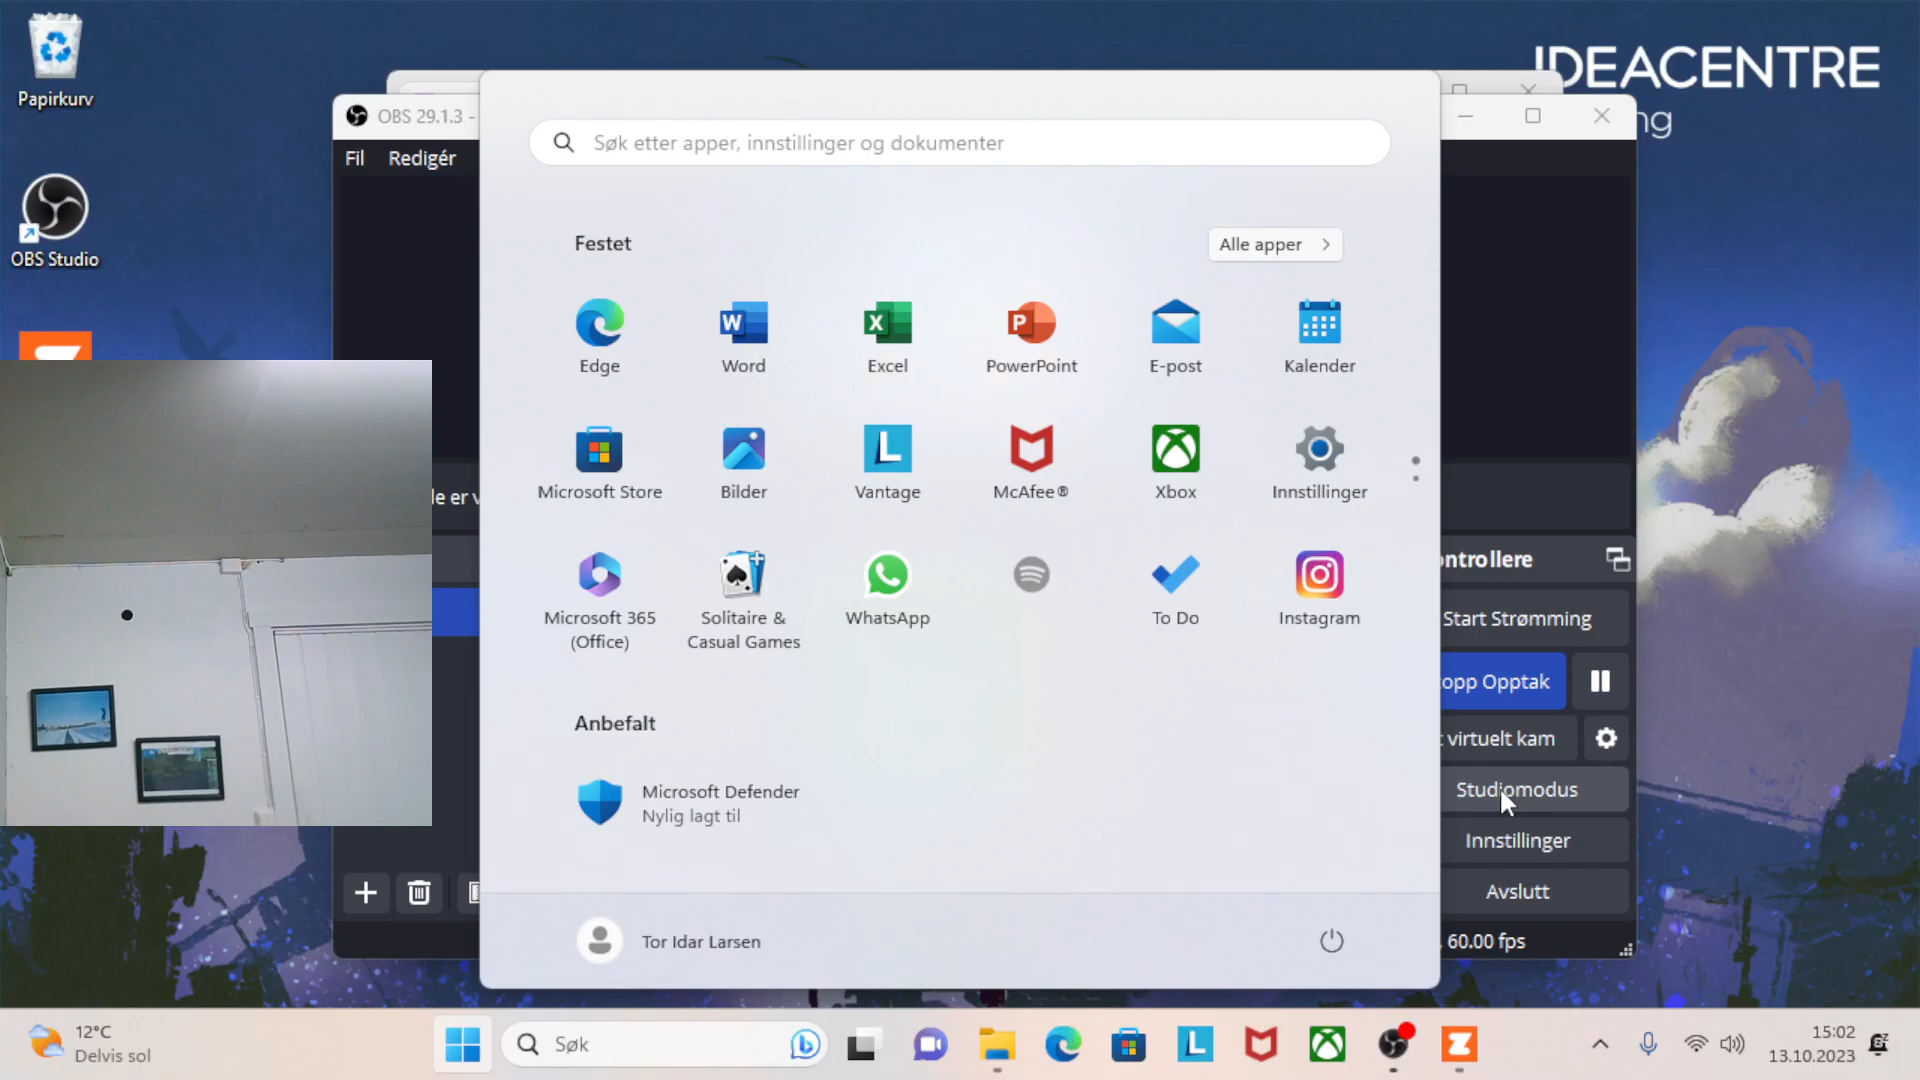 Papirkurv
OBS Studio
IDEACENTRE
ng
OBS 29.1.3 -
Fil Redigér
le er v
Søk etter apper, innstillinger og dokumenter
Festet
Alle apper
Edge
Word
Excel
PowerPoint
E-post
Kalender
Microsoft Store
Bilder
Vantage
McAfee®
Xbox
Innstillinger
Microsoft 365
(Office)
Solitaire &
Casual Games
WhatsApp
To Do
Instagram
Anbefalt
Microsoft Defender
Nylig lagt til
Tor Idar Larsen
ontrollere
Start Strømming
opp Opptak
t virtuelt kam
Studiomodus
Innstillinger
Avslutt
60.00 fps
12°C
Delvis sol
Søk
15:02
13.10.2023